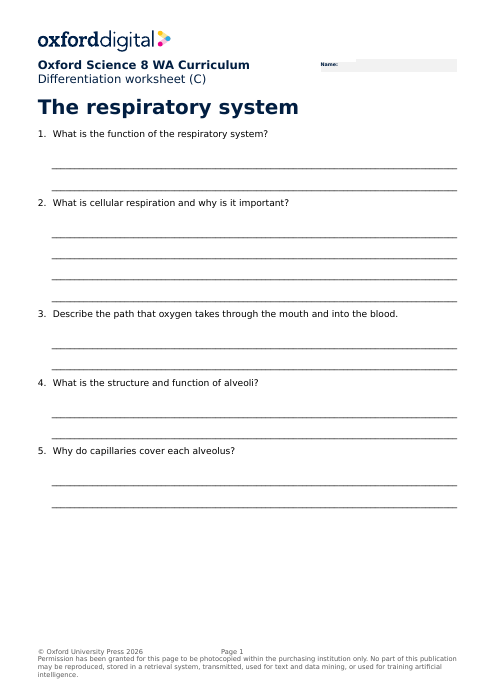 oxforddigital
Oxford Science 8 WA Curriculum
Name:
Differentiation worksheet (C)
The respiratory system
1. What is the function of the respiratory system?
2. What is cellular respiration and why is it important?
3. Describe the path that oxygen takes through the mouth and into the blood.
4. What is the structure and function of alveoli?
5. Why do capillaries cover each alveolus?
© Oxford University Press 2026 Page 1
Permission has been granted for this page to be photocopied within the purchasing institution only. No part of this publication
may be reproduced, stored in a retrieval system, transmitted, used for text and data mining, or used for training artificial
intelligence.